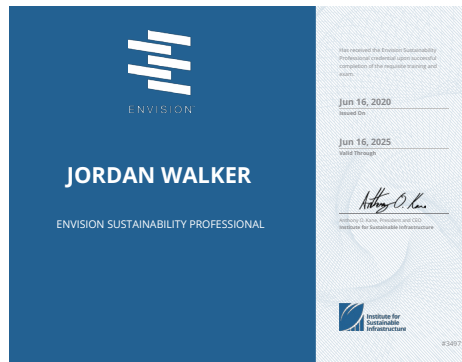 ENVISION
JORDAN WALKER
ENVISION SUSTAINABILITY PROFESSIONAL
Has received the Envision Sustainability
Professional credential upon successful
completion of the requisite training and
exam.
Jun 16, 2020
Issued On
Jun 16, 2025
Valid Through
Anthony O. Kane
Anthony O. Kane, President and CEO
Institute for Sustainable Infrastructure
Institute for
Sustainable
Infrastructure
#3497